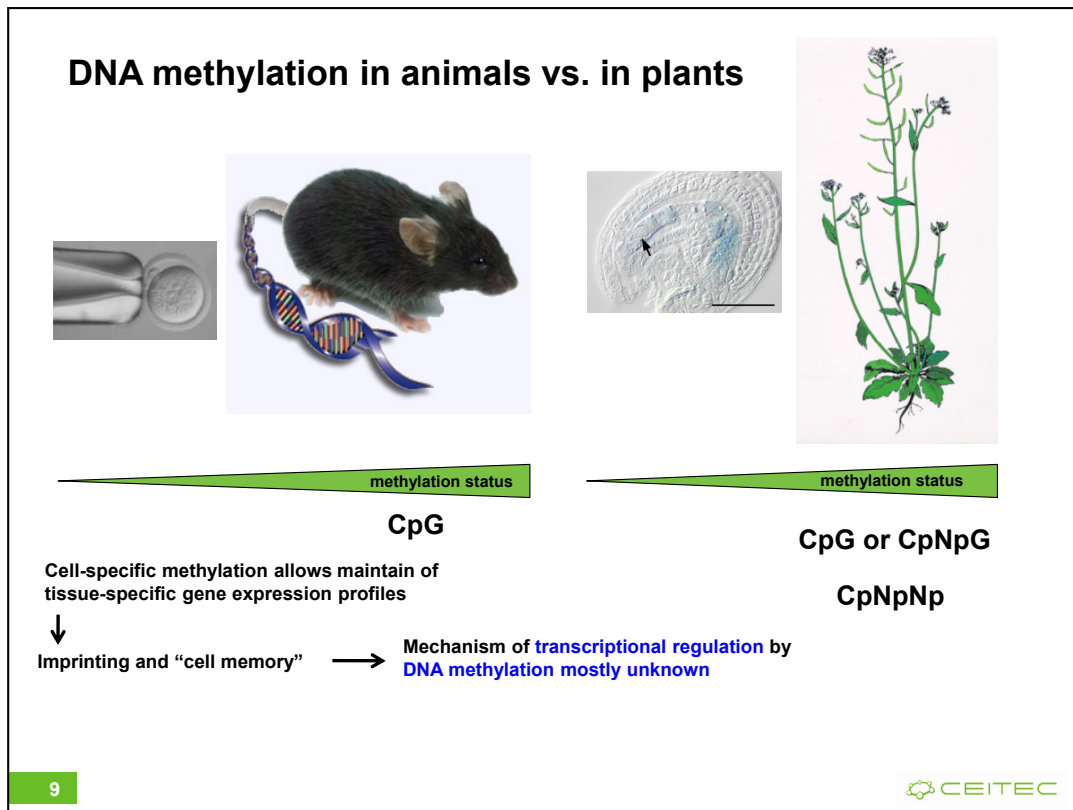 DNA methylation in animals vs. in plants
methylation status
methylation status
CpG
CpG or CpNpG
CpNpNp
Cell-specific methylation allows maintain of
tissue-specific gene expression profiles
Imprinting and “cell memory”
Mechanism of transcriptional regulation by
DNA methylation mostly unknown
9
CEITEC